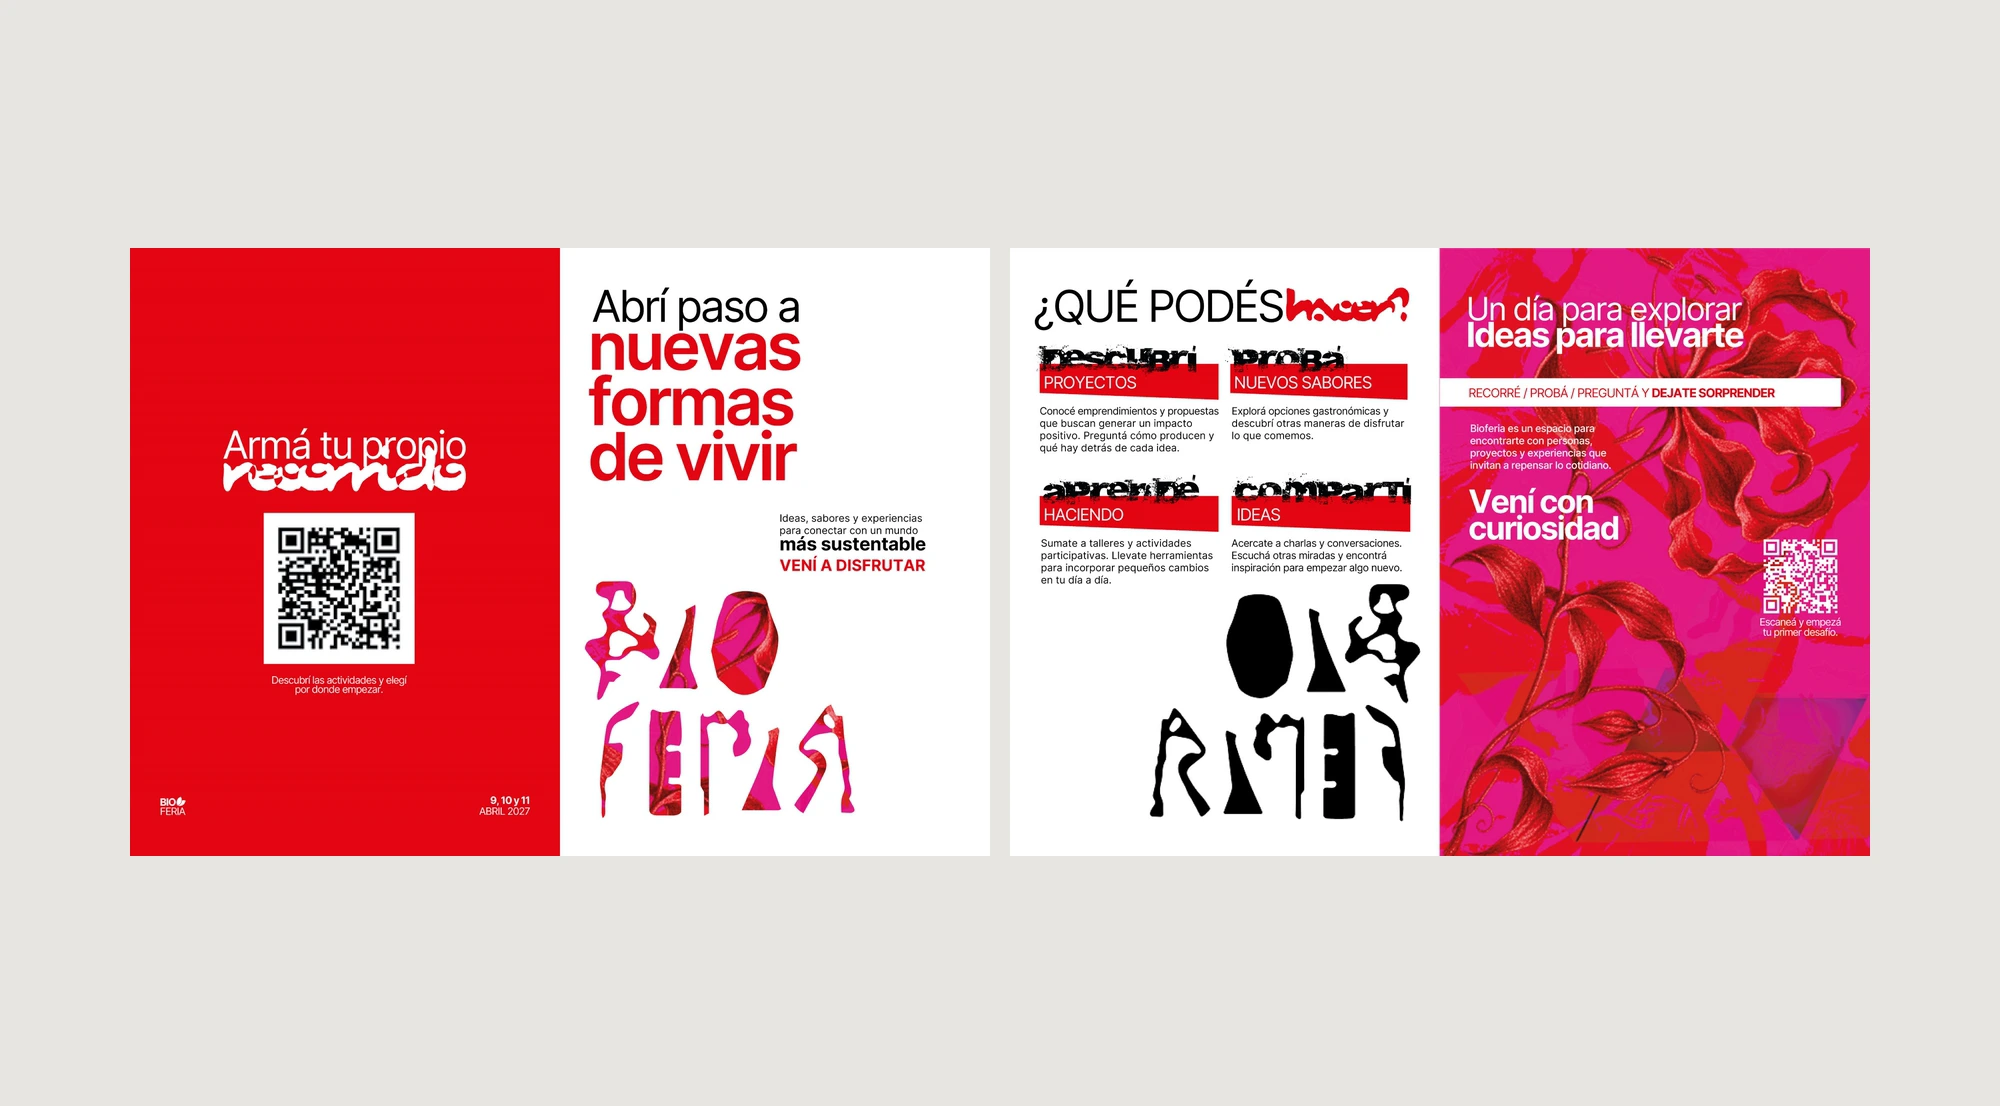 Armá tu propio
recorrido
Descubrí las actividades y elegí
por donde empezar.
BIO
FERIA
9, 10 y 11
ABRIL 2027
Abrí paso a
nuevas
formas
de vivir
Ideas, sabores y experiencias
para conectar con un mundo
más sustentable
VENÍ A DISFRUTAR
BIO
FERIA
¿QUÉ PODÉS hacer?
Descubrí
PROYECTOS
Conocé emprendimientos y propuestas
que buscan generar un impacto
positivo. Preguntá cómo producen y
qué hay detrás de cada idea.
Probá
NUEVOS SABORES
Explorá opciones gastronómicas y
descubrí otras maneras de disfrutar
lo que comemos.
aprendé
HACIENDO
Sumate a talleres y actividades
participativas. Llevate herramientas
para incorporar pequeños cambios
en tu día a día.
compartí
IDEAS
Acercate a charlas y conversaciones.
Escuchá otras miradas y encontrá
inspiración para empezar algo nuevo.
BIO
FERIA
Un día para explorar
Ideas para llevarte
RECORRÉ / PROBÁ / PREGUNTÁ Y DEJATE SORPRENDER
Bioferia es un espacio para
encontrarte con personas,
proyectos y experiencias que
invitan a repensar lo cotidiano.
Vení con
curiosidad
Escaneá y empezá
tu primer desafío.